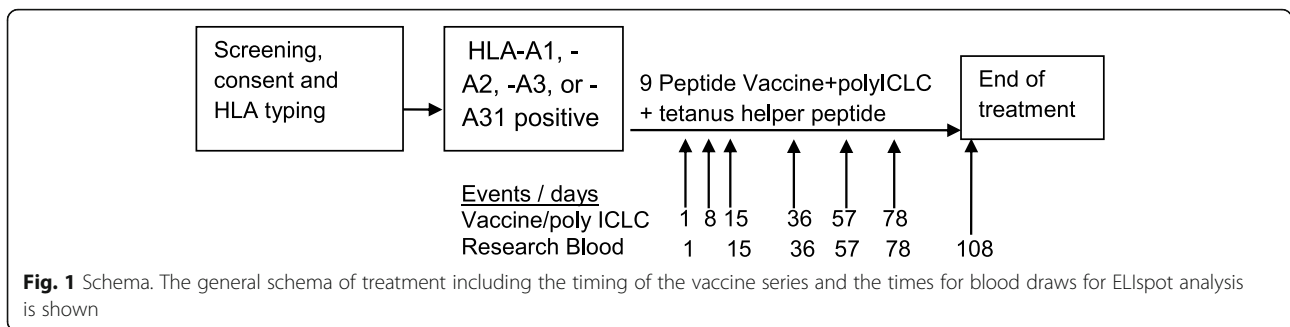 Screening,
consent and
HLA typing
HLA-A1, -
A2, -A3, or -
A31 positive
9 Peptide Vaccine+polyICLC
+ tetanus helper peptide
End of
treatment
Events / days
Vaccine/poly ICLC 1 8 15 36 57 78
Research Blood 1 15 36 57 78 108
Fig. 1 Schema. The general schema of treatment including the timing of the vaccine series and the times for blood draws for ELIspot analysis
is shown